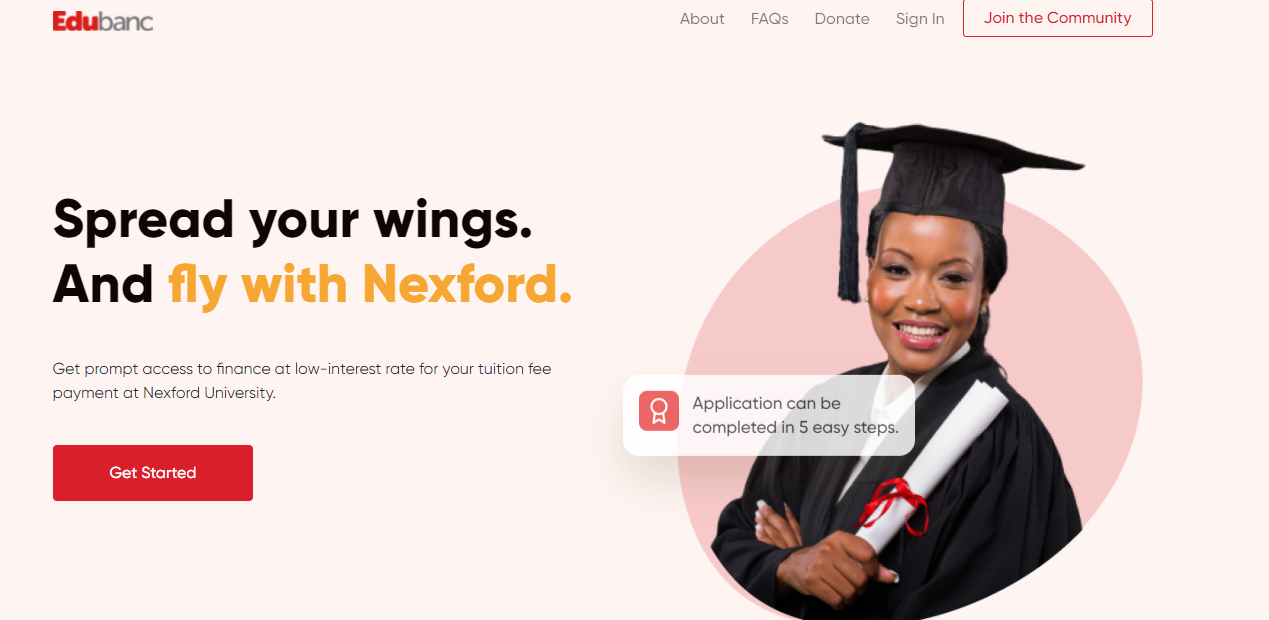 Edubanc
About
FAQs
Donate
Sign In
Join the Community
Spread your wings.
And fly with Nexford.
Get prompt access to finance at low-interest rate for your tuition fee
payment at Nexford University.
Get Started
Application can be
completed in 5 easy steps.